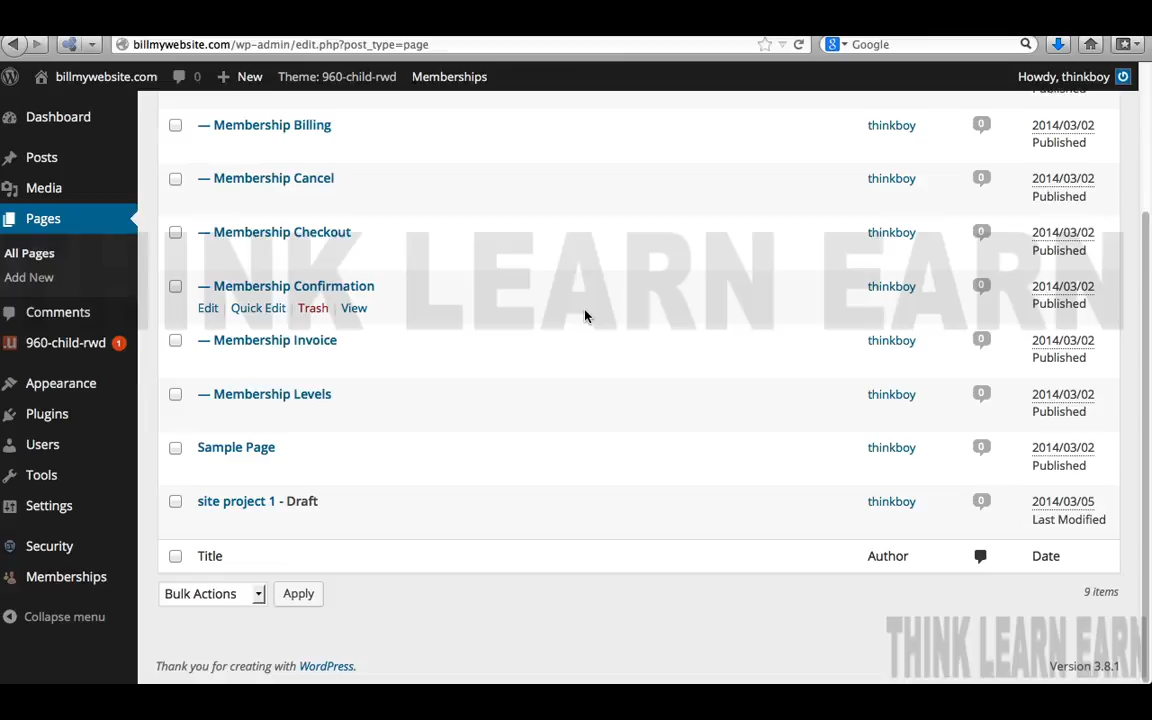 billmywebsite.com/wp-admin/edit.php?post_type=page
Google
billmywebsite.com 0 New Theme: 960-child-rwd Memberships Howdy, thinkboy
Published
Dashboard
Posts
Media
Pages
All Pages
Add New
Comments
960-child-rwd 1
Appearance
Plugins
Users
Tools
Settings
Security
Memberships
Collapse menu
— Membership Billing thinkboy 0 2014/03/02
Published
— Membership Cancel thinkboy 0 2014/03/02
Published
— Membership Checkout thinkboy 0 2014/03/02
Published
— Membership Confirmation thinkboy 0 2014/03/02
Edit | Quick Edit | Trash | View Published
— Membership Invoice thinkboy 0 2014/03/02
Published
— Membership Levels thinkboy 0 2014/03/02
Published
Sample Page thinkboy 0 2014/03/02
Published
site project 1 - Draft thinkboy 0 2014/03/05
Last Modified
Title Author Date
Bulk Actions Apply 9 items
Thank you for creating with WordPress. Version 3.8.1
THINK LEARN EARN
THINK LEARN EARN